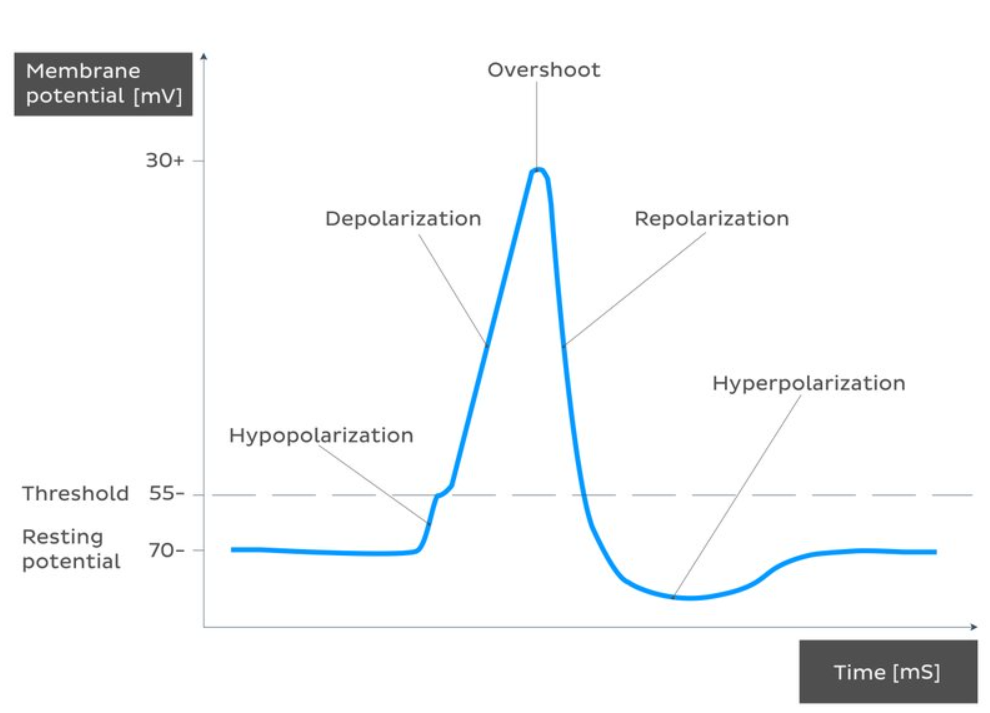 Membrane
potential [mV]
Overshoot
30+
Depolarization
Repolarization
Hyperpolarization
Hypopolarization
Threshold 55-
Resting
potential
70-
Time [mS]